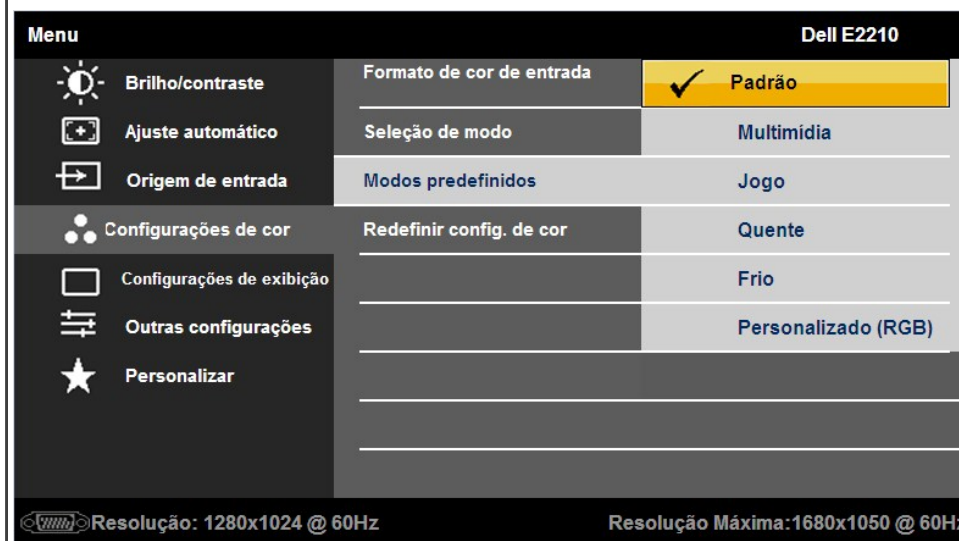 Menu
Dell E2210
Brilho/contraste
Ajuste automático
Origem de entrada
Configurações de cor
Configurações de exibição
Outras configurações
Personalizar
Formato de cor de entrada
Seleção de modo
Modos predefinidos
Redefinir config. de cor
Padrão
Multimídia
Jogo
Quente
Frio
Personalizado (RGB)
Resolução: 1280x1024 @ 60Hz
Resolução Máxima:1680x1050 @ 60Hz